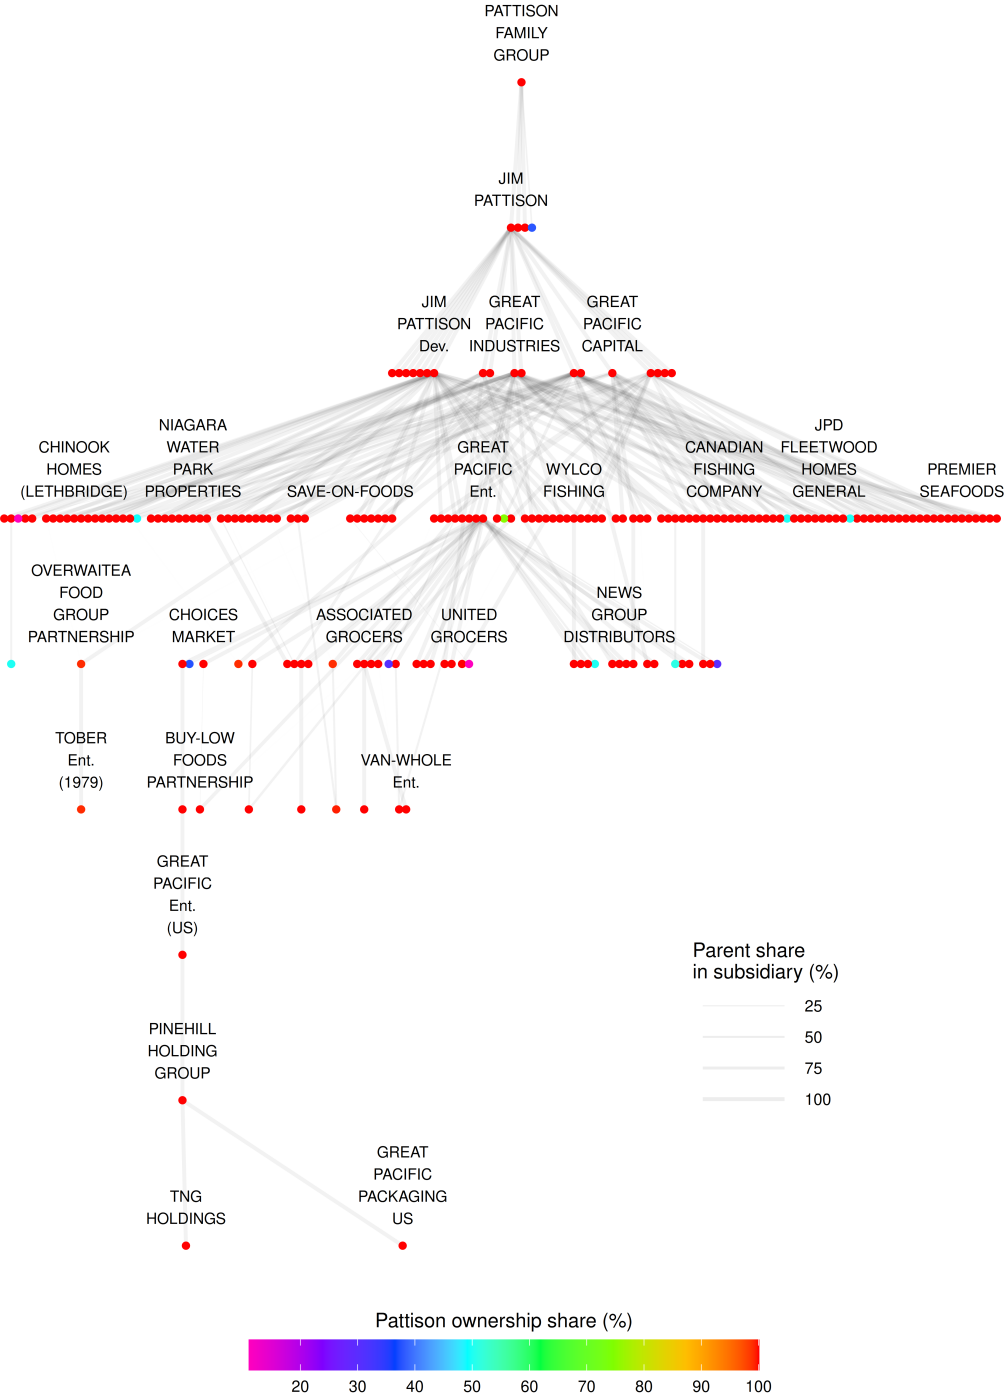 PATTISON
FAMILY
GROUP
JIM
PATTISON
JIM
PATTISON
Dev.
GREAT
PACIFIC
INDUSTRIES
GREAT
PACIFIC
CAPITAL
CHINOOK
HOMES
(LETHBRIDGE)
NIAGARA
WATER
PARK
PROPERTIES
SAVE-ON-FOODS
GREAT
PACIFIC
Ent.
WYLCO
FISHING
CANADIAN
FISHING
COMPANY
JPD
FLEETWOOD
HOMES
GENERAL
PREMIER
SEAFOODS
OVERWAITEA
FOOD
GROUP
PARTNERSHIP
CHOICES
MARKET
ASSOCIATED
GROCERS
UNITED
GROCERS
NEWS
GROUP
DISTRIBUTORS
TOBER
Ent.
(1979)
BUY-LOW
FOODS
PARTNERSHIP
VAN-WHOLE
Ent.
GREAT
PACIFIC
Ent.
(US)
PINEHILL
HOLDING
GROUP
TNG
HOLDINGS
GREAT
PACIFIC
PACKAGING
US
Parent share
in subsidiary (%)
25
50
75
100
Pattison ownership share (%)
20 30 40 50 60 70 80 90 100